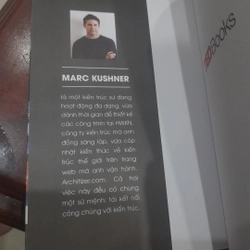 MARC KUSHNER
là một kiến trúc sư đang
hoạt động đa dạng, vừa
dành thời gian để thiết kế
các công trình tại HWKN,
công ty kiến trúc mà anh
đồng sáng lập, vừa cập
nhật kiến thức về kiến
trúc thế giới trên trang
web mà anh vận hành,
Architizer.com. Cả hai
việc này đều có chung
một sứ mệnh: tái kết nối
công chúng với kiến trúc.
BOOKS